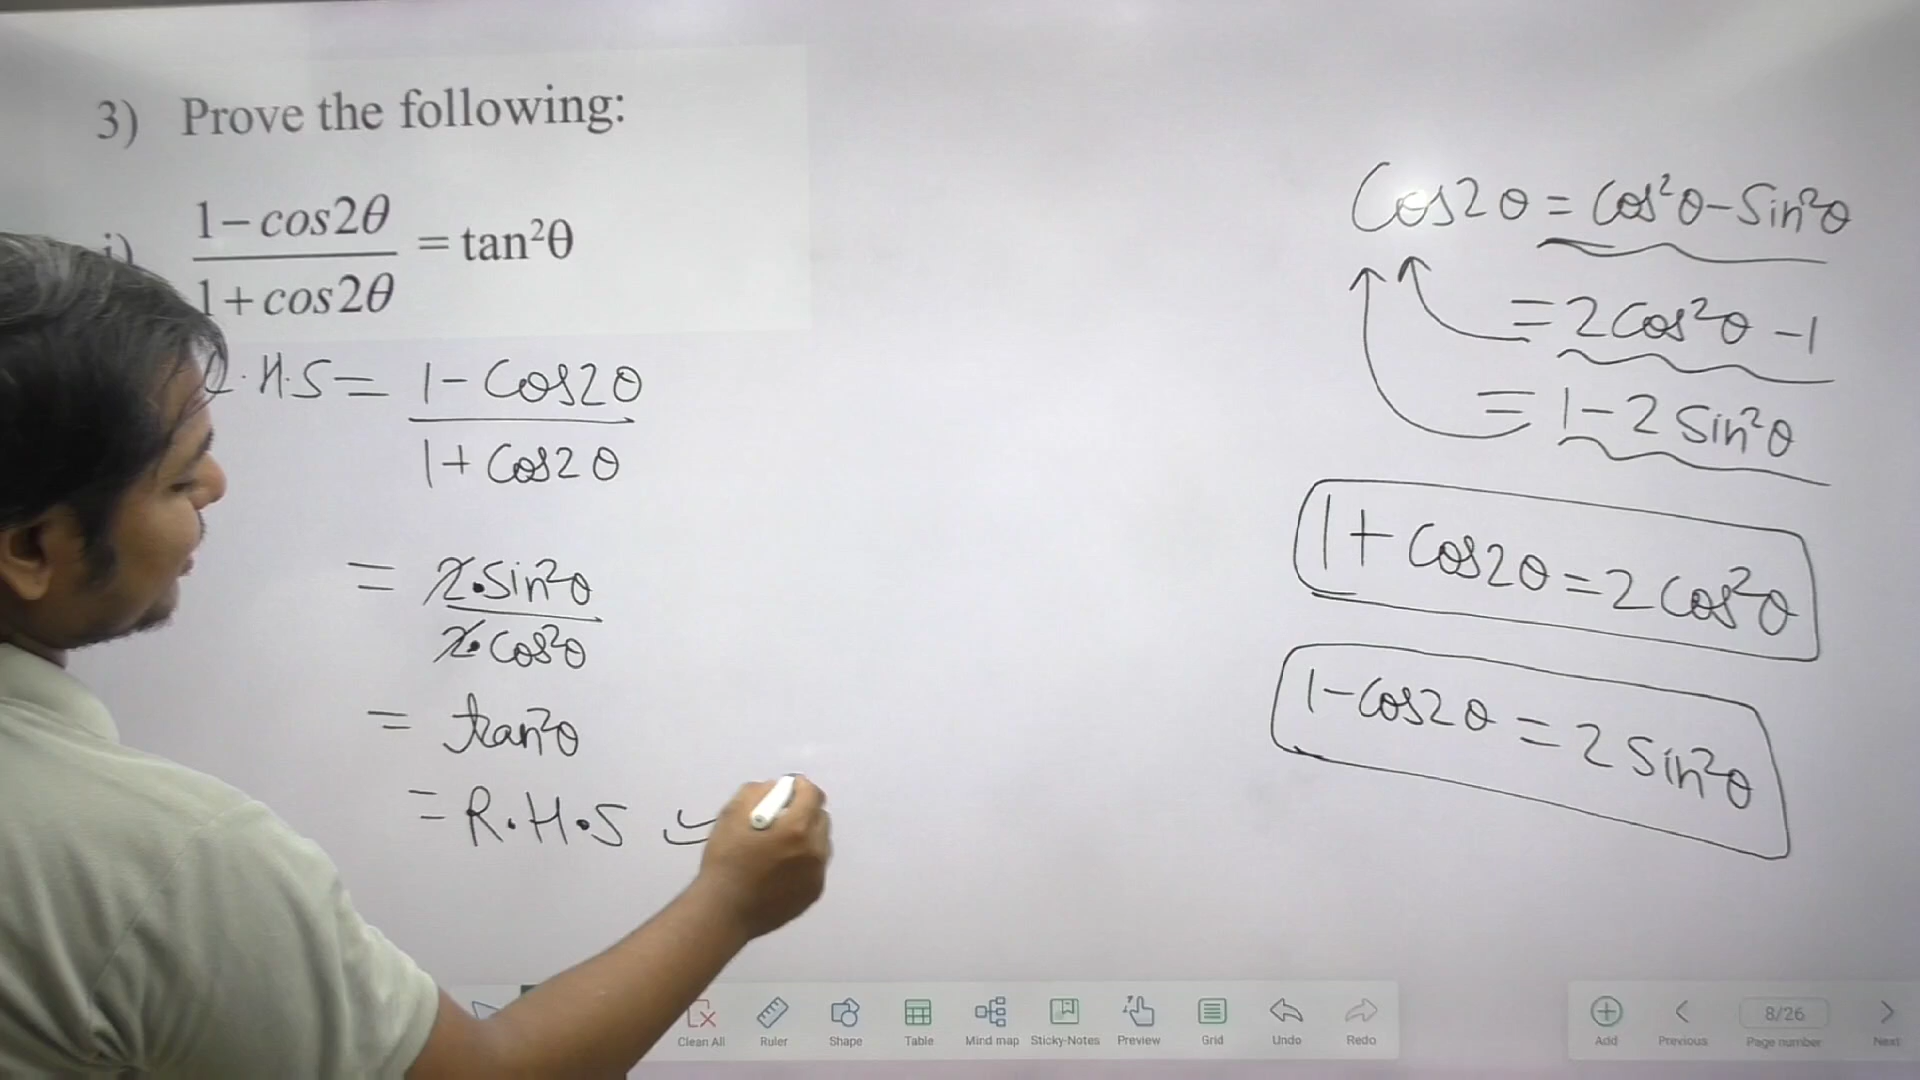 3) Prove the following:
i) 1 − cos2θ / 1 + cos2θ = tan²θ
L.H.S = 1 − Cos2θ / 1 + Cos2θ
= 2·Sin²θ / 2·Cos²θ
= tan²θ
= R.H.S
Cos2θ = Cos²θ − Sin²θ
= 2Cos²θ − 1
= 1 − 2 Sin²θ
1 + Cos2θ = 2 Cos²θ
1 − Cos2θ = 2 Sin²θ
Clean All Ruler Shape Table Mind map Sticky-Notes Preview Grid Undo Redo
Add Previous 8/26 Page number Next